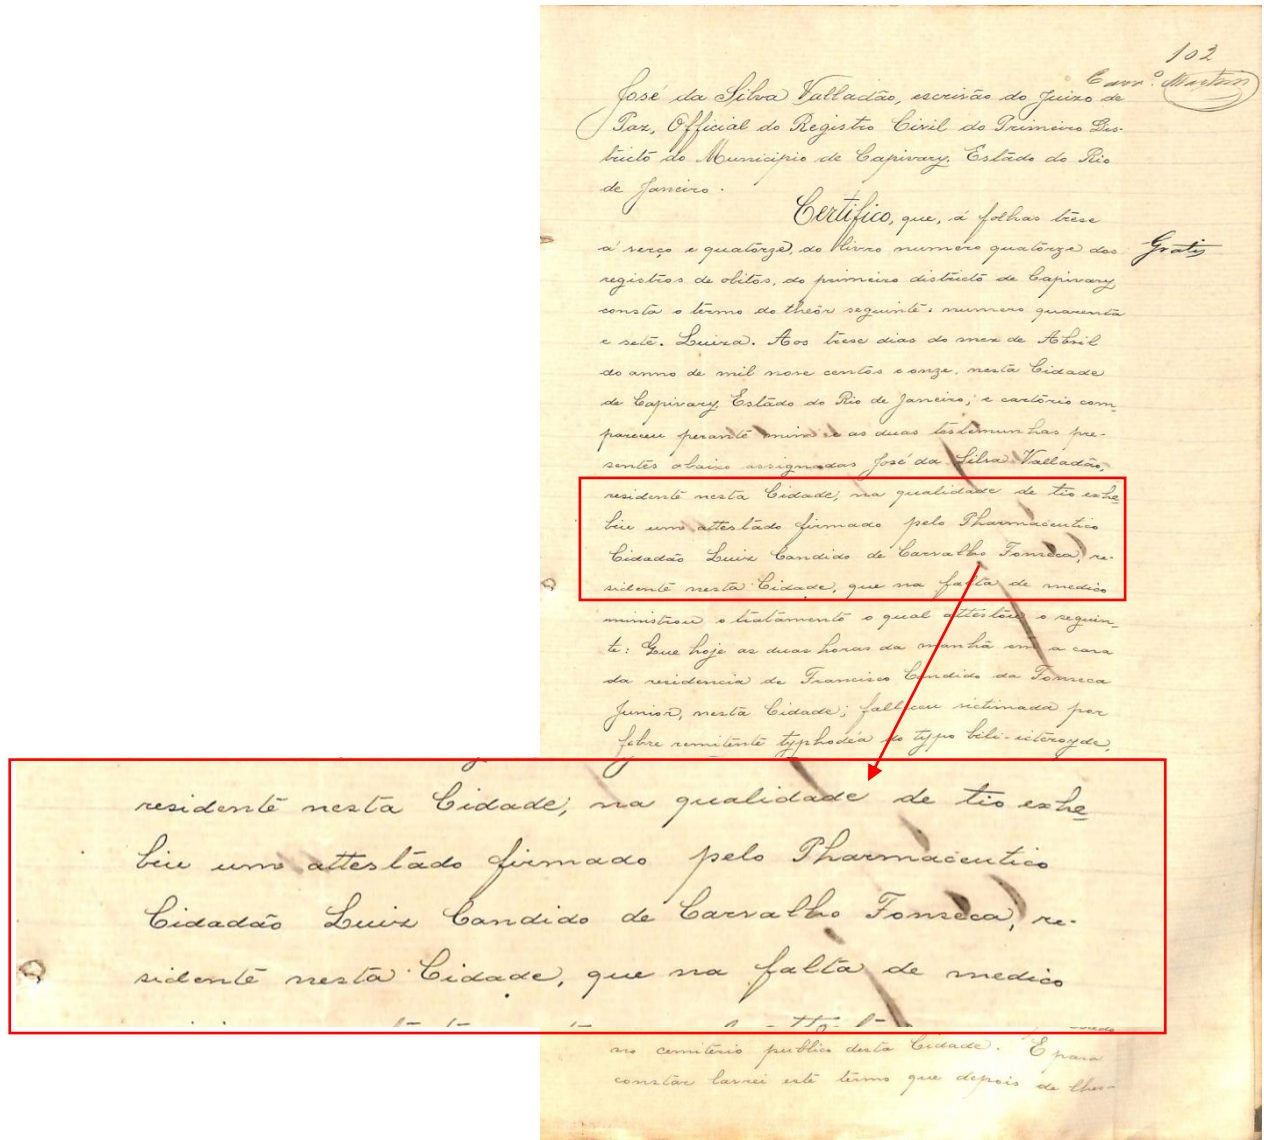 102
José da Silva Valladão, escrivão do Juizo de
Paz, Official do Registro Civil do Primeiro Dis-
tricto do Municipio de Capivary, Estado do Rio
de Janeiro.
Certifico, que, á folhas trese
á verço e quatórze, do livro numero quatórze dos
Gratis
registros de obitos, do primeiro districto de Capivary
consta o termo do theôr seguinte: numero quarenta
e sete. Luiza. Aos trese dias do mez de Abril
do anno de mil nove centos e onze, nesta Cidade
de Capivary, Estado do Rio de Janeiro; e cartório com-
pareceu perante mim e as duas testemunhas pre-
sentes abaixo assignadas José da Silva Valladão,
residente nesta Cidade, na qualidade de tio exhe-
biu um attestado firmado pelo Pharmaceutico
Cidadão Luiz Candido de Carvalho Fonseca, re-
sidente nesta Cidade, que na falta de medico
ministrou o tratamento o qual attestou o seguin-
te: Que hoje as duas horas da manhã em a casa
da residencia de Francisco Candido da Fonseca
Junior, nesta Cidade; falleceu victimada por
febre remitente typhodéa do typo bili-icteroyde,
residente nesta Cidade, na qualidade de tio exhe-
biu um attestado firmado pelo Pharmaceutico
Cidadão Luiz Candido de Carvalho Fonseca, re-
sidente nesta Cidade, que na falta de medico
no cemiterio publico desta Cidade. E para
constar lavrei este termo que depois de lher-